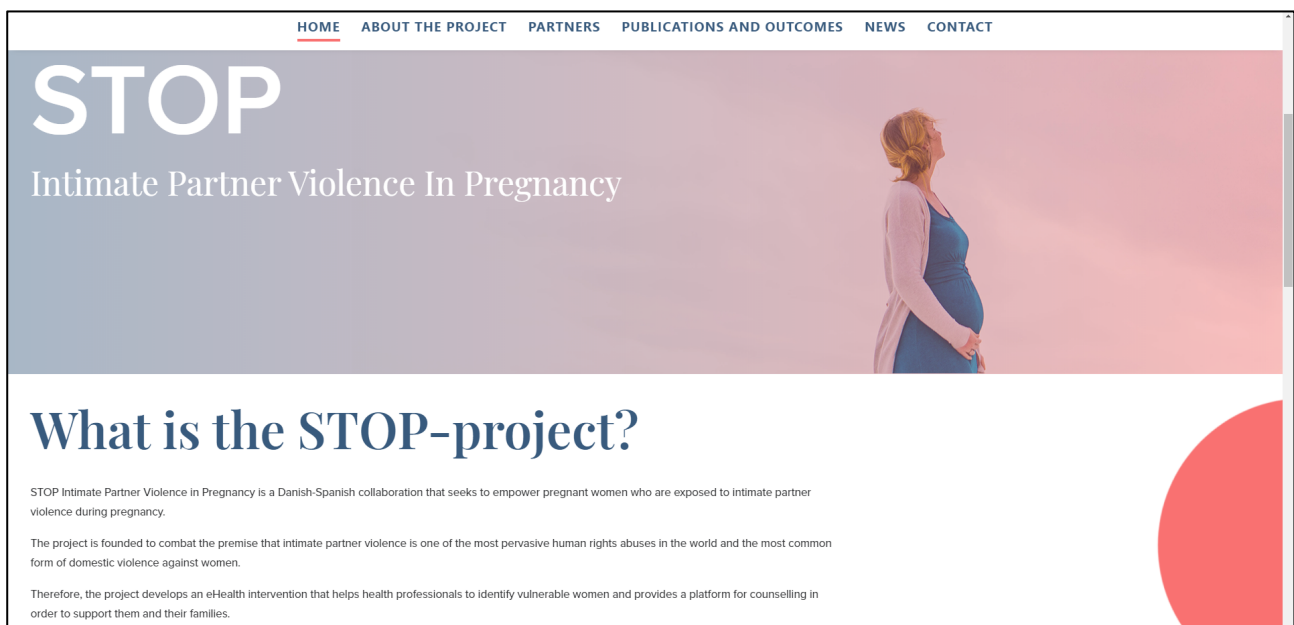 HOME ABOUT THE PROJECT PARTNERS PUBLICATIONS AND OUTCOMES NEWS CONTACT
STOP
Intimate Partner Violence In Pregnancy
What is the STOP-project?
STOP Intimate Partner Violence in Pregnancy is a Danish-Spanish collaboration that seeks to empower pregnant women who are exposed to intimate partner
violence during pregnancy.
The project is founded to combat the premise that intimate partner violence is one of the most pervasive human rights abuses in the world and the most common
form of domestic violence against women.
Therefore, the project develops an eHealth intervention that helps health professionals to identify vulnerable women and provides a platform for counselling in
order to support them and their families.